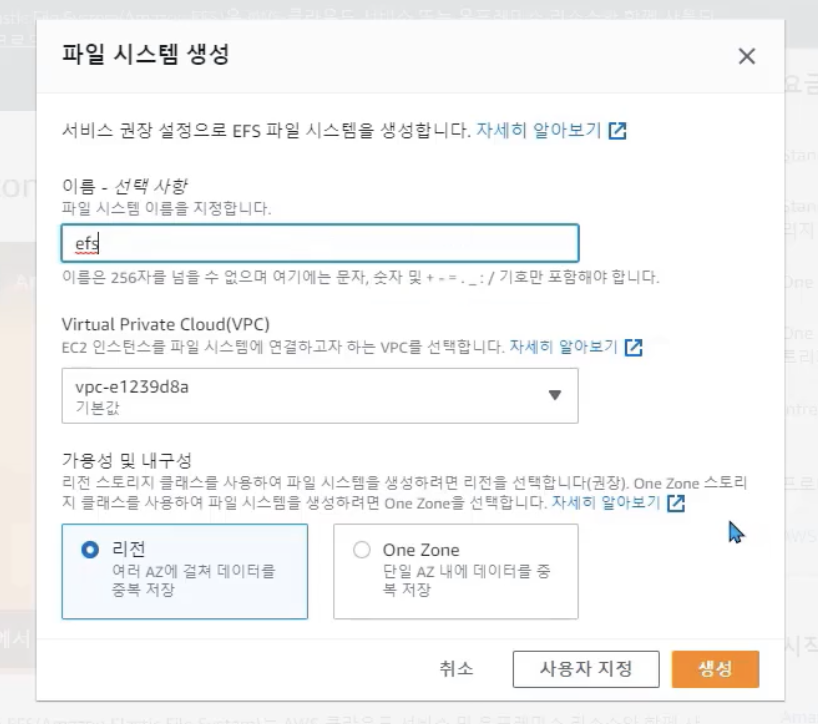 파일 시스템 생성
서비스 권장 설정으로 EFS 파일 시스템을 생성합니다. 자세히 알아보기
이름 - 선택 사항
파일 시스템 이름을 지정합니다.
efs
이름은 256자를 넘을 수 없으며 여기에는 문자, 숫자 및 + - = . _ : / 기호만 포함해야 합니다.
Virtual Private Cloud(VPC)
EC2 인스턴스를 파일 시스템에 연결하고자 하는 VPC를 선택합니다. 자세히 알아보기
vpc-e1239d8a
기본값
가용성 및 내구성
리전 스토리지 클래스를 사용하여 파일 시스템을 생성하려면 리전을 선택합니다(권장). One Zone 스토리
지 클래스를 사용하여 파일 시스템을 생성하려면 One Zone을 선택합니다. 자세히 알아보기
리전
여러 AZ에 걸쳐 데이터를
중복 저장
One Zone
단일 AZ 내에 데이터를 중
복 저장
취소
사용자 지정
생성